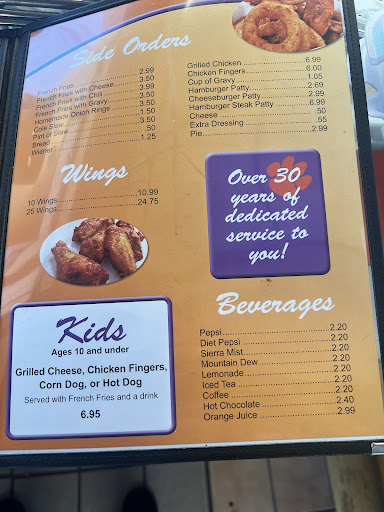 Side Orders
French Fries 2.99
French Fries with Cheese 3.50
French Fries with Chili 3.99
French Fries with Gravy 3.50
Homemade Onion Rings 3.50
Cole Slaw 1.50
Pint of Slaw 3.50
Bread .50
Wiener 1.25
Grilled Chicken 6.99
Chicken Fingers 6.00
Cup of Gravy 1.05
Hamburger Patty 2.69
Cheeseburger Patty 2.99
Hamburger Steak Patty 6.99
Cheese .50
Extra Dressing .55
Pie 2.99
Wings
10 Wings 10.99
25 Wings 24.75
Over 30
years of
dedicated
service to
you!
Kids
Ages 10 and under
Grilled Cheese, Chicken Fingers,
Corn Dog, or Hot Dog
Served with French Fries and a drink
6.95
Beverages
Pepsi 2.20
Diet Pepsi 2.20
Sierra Mist 2.20
Mountain Dew 2.20
Lemonade 2.20
Iced Tea 2.20
Coffee 2.20
Hot Chocolate 2.40
Orange Juice 2.99